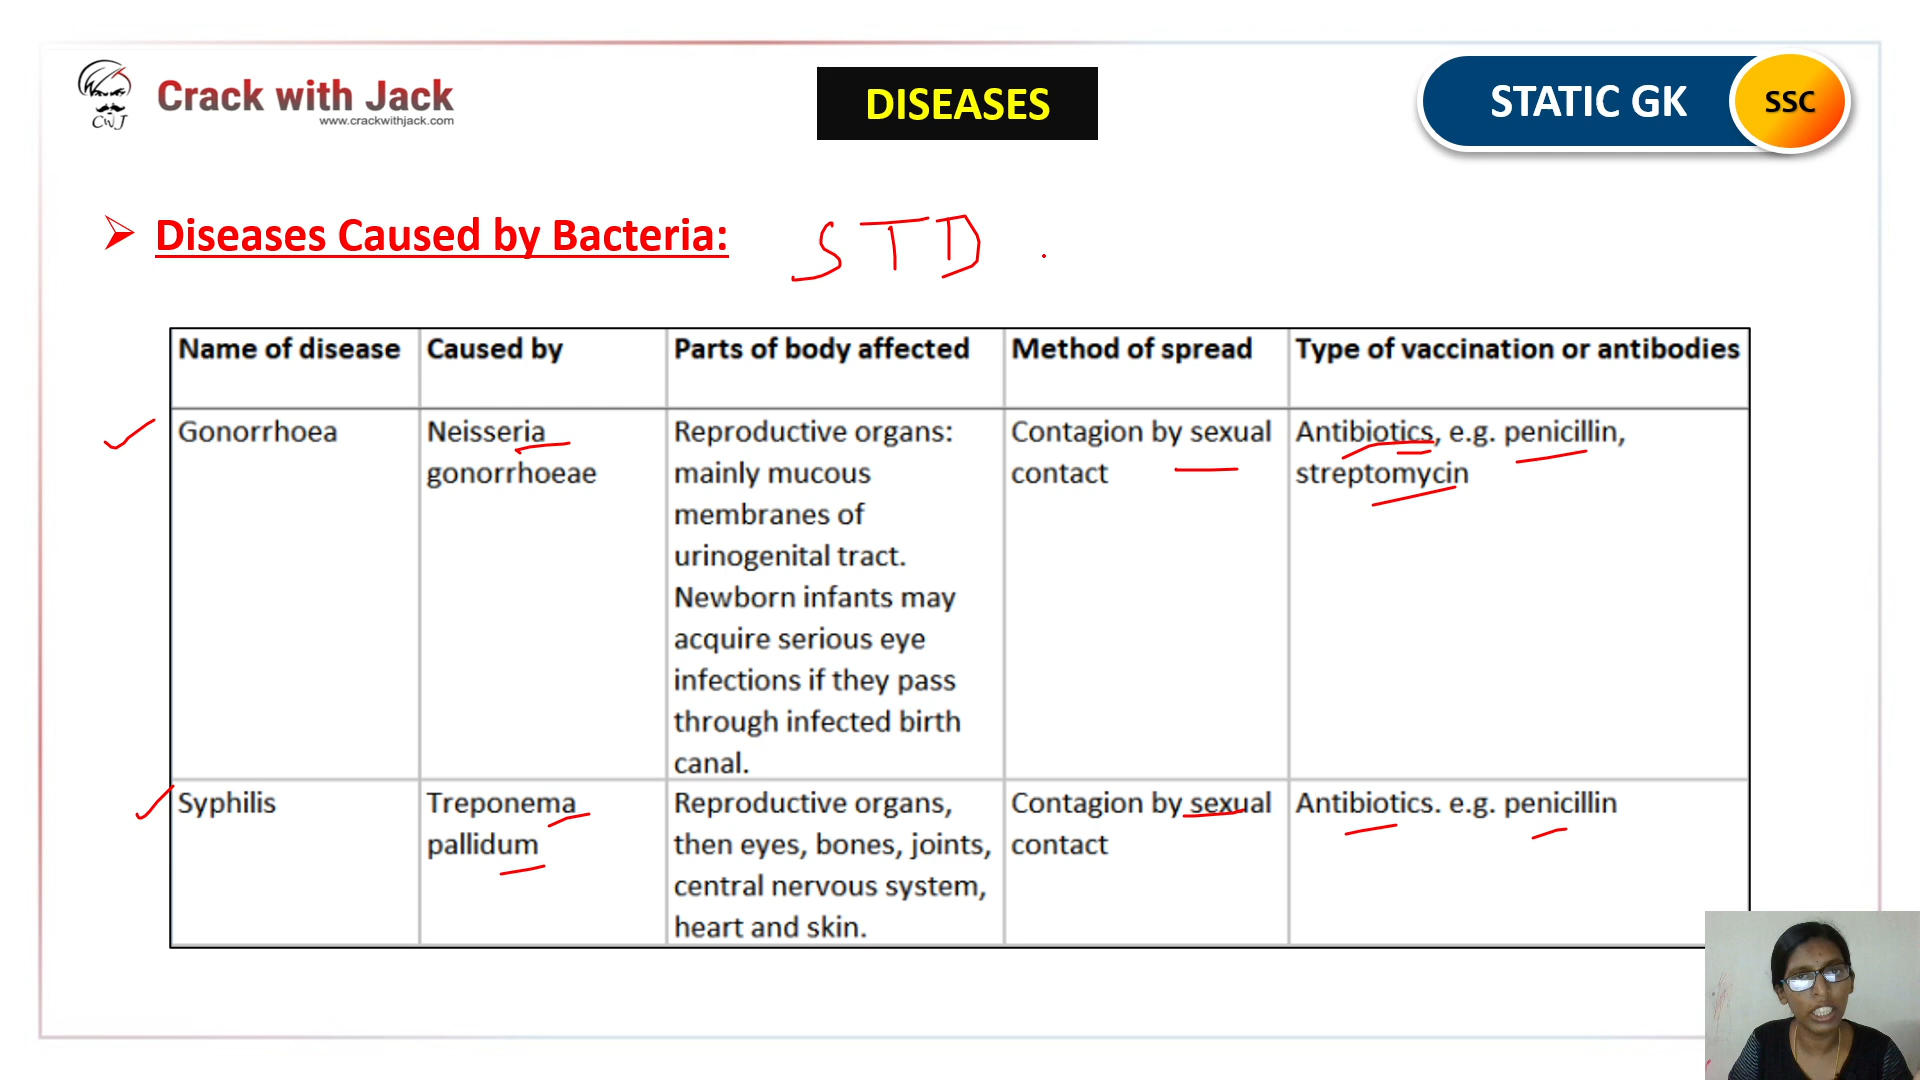 Crack with Jack
www.crackwithjack.com
CWJ
DISEASES
STATIC GK
SSC
Diseases Caused by Bacteria:
STD
Name of disease
Caused by
Parts of body affected
Method of spread
Type of vaccination or antibodies
Gonorrhoea
Neisseria
gonorrhoeae
Reproductive organs:
mainly mucous
membranes of
urinogenital tract.
Newborn infants may
acquire serious eye
infections if they pass
through infected birth
canal.
Contagion by sexual
contact
Antibiotics, e.g. penicillin,
streptomycin
Syphilis
Treponema
pallidum
Reproductive organs,
then eyes, bones, joints,
central nervous system,
heart and skin.
Contagion by sexual
contact
Antibiotics. e.g. penicillin